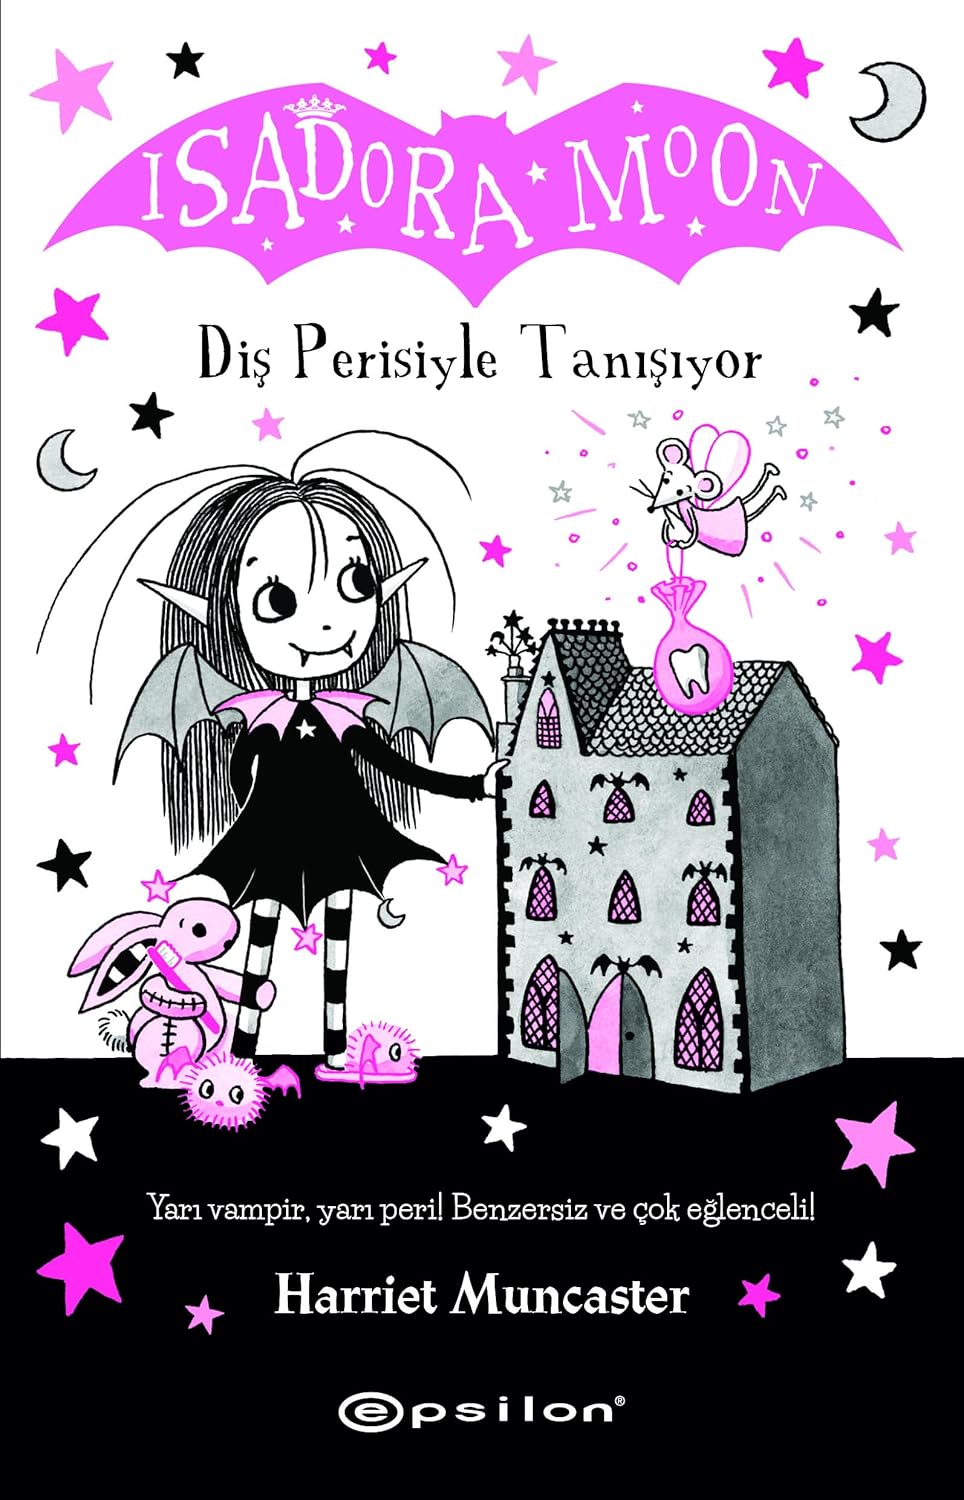 ISADORA MOON
Diş Perisiyle Tanışıyor
Yarı vampir, yarı peri! Benzersiz ve çok eğlenceli!
Harriet Muncaster
epsilon®